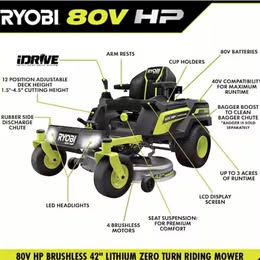 RYOBI 80V HP
iDRIVE
ARM RESTS
CUP HOLDERS
80V BATTERIES
12 POSITION ADJUSTABLE
DECK HEIGHT
1.5"-4.5" CUTTING HEIGHT
40V COMPATIBILITY
FOR MAXIMUM
RUNTIME
RUBBER SIDE
DISCHARGE
CHUTE
BAGGER BOOST
TO CLEAN
BAGGER CHUTE
*BAGGER IS SOLD
SEPARATELY
RYOBI
UP TO 3 ACRES
OF RUNTIME
LCD DISPLAY
SCREEN
LED HEADLIGHTS
4 BRUSHLESS
MOTORS
SEAT SUSPENSION:
FOR PREMIUM
COMFORT
80V HP BRUSHLESS 42" LITHIUM ZERO TURN RIDING MOWER